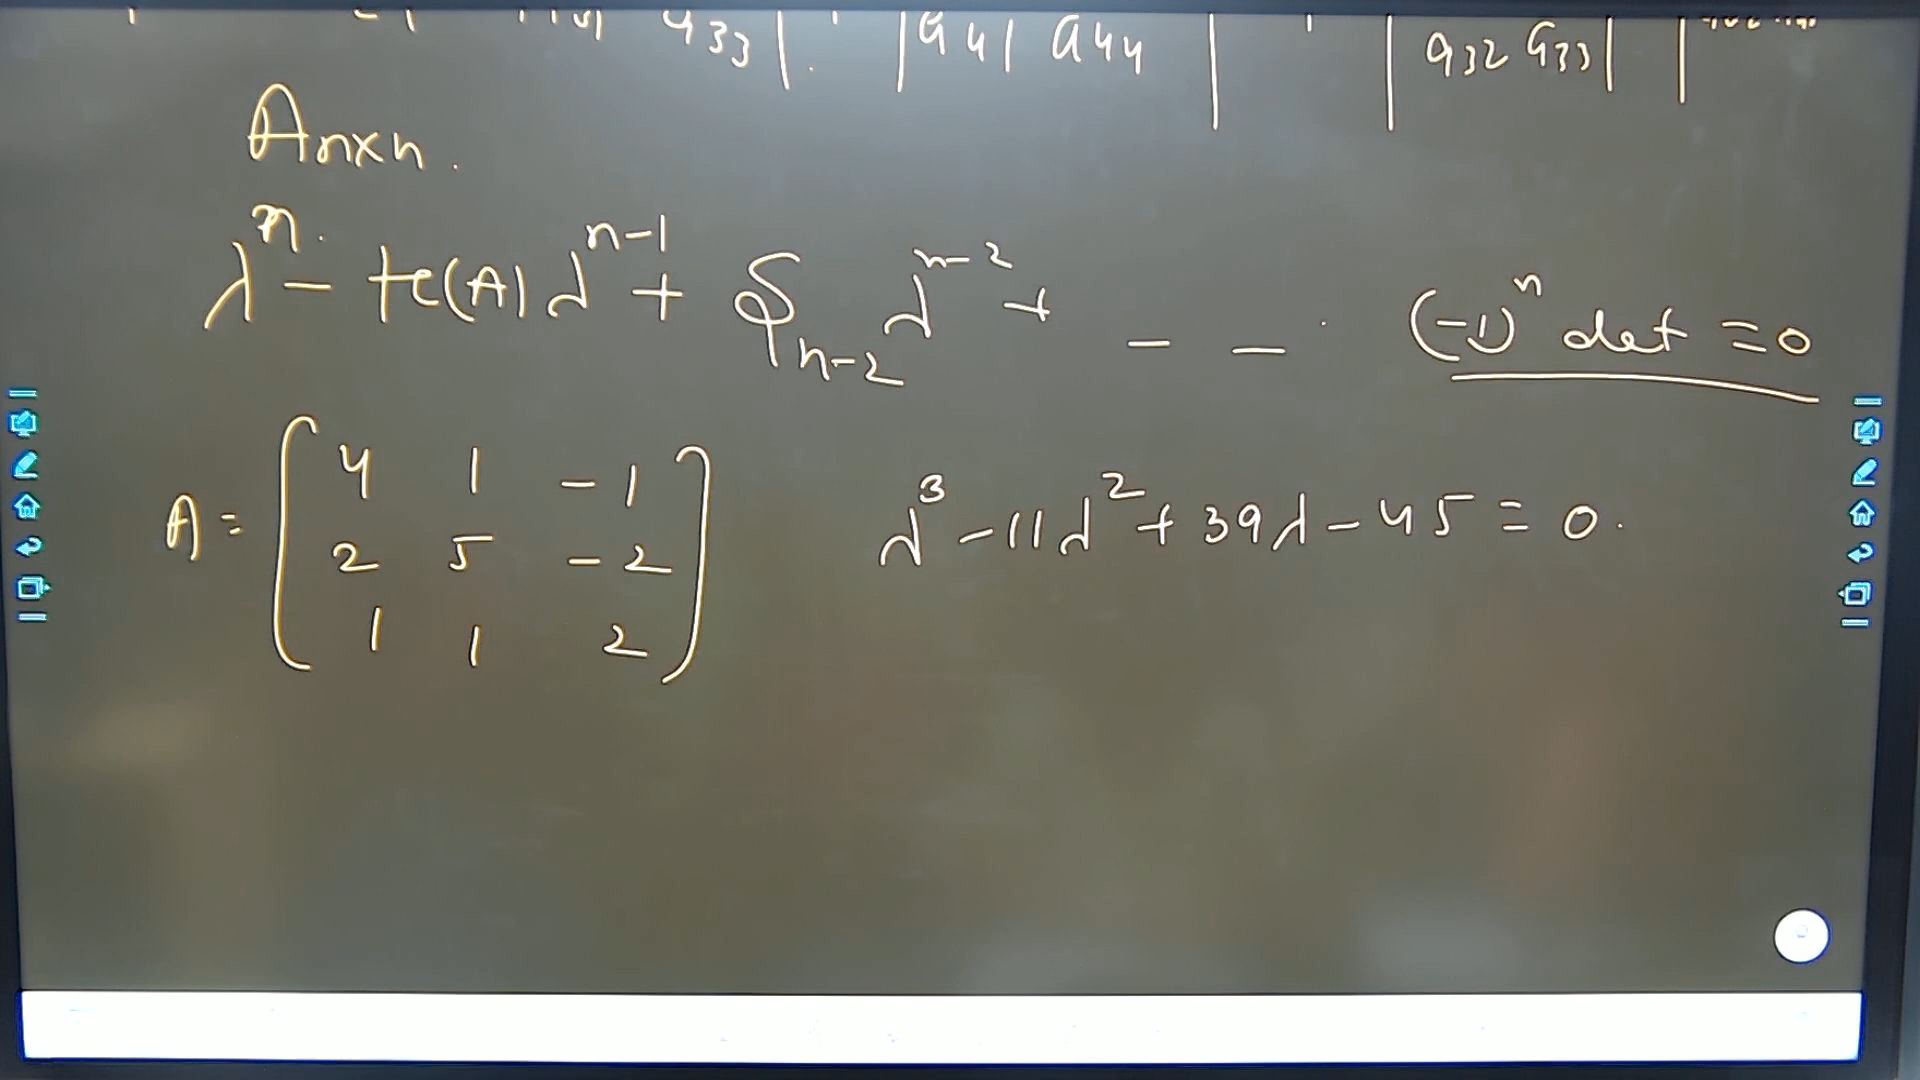 a33 | . | a41 a44 | | a32 a33 |
Anxn.
λ^n - tr(A) λ^{n-1} + S_{n-2} λ^{n-2} + - - . (-1)^n det = 0
A = [ 4 1 -1
2 5 -2
1 1 2 ]
λ^3 - 11λ^2 + 39λ - 45 = 0.